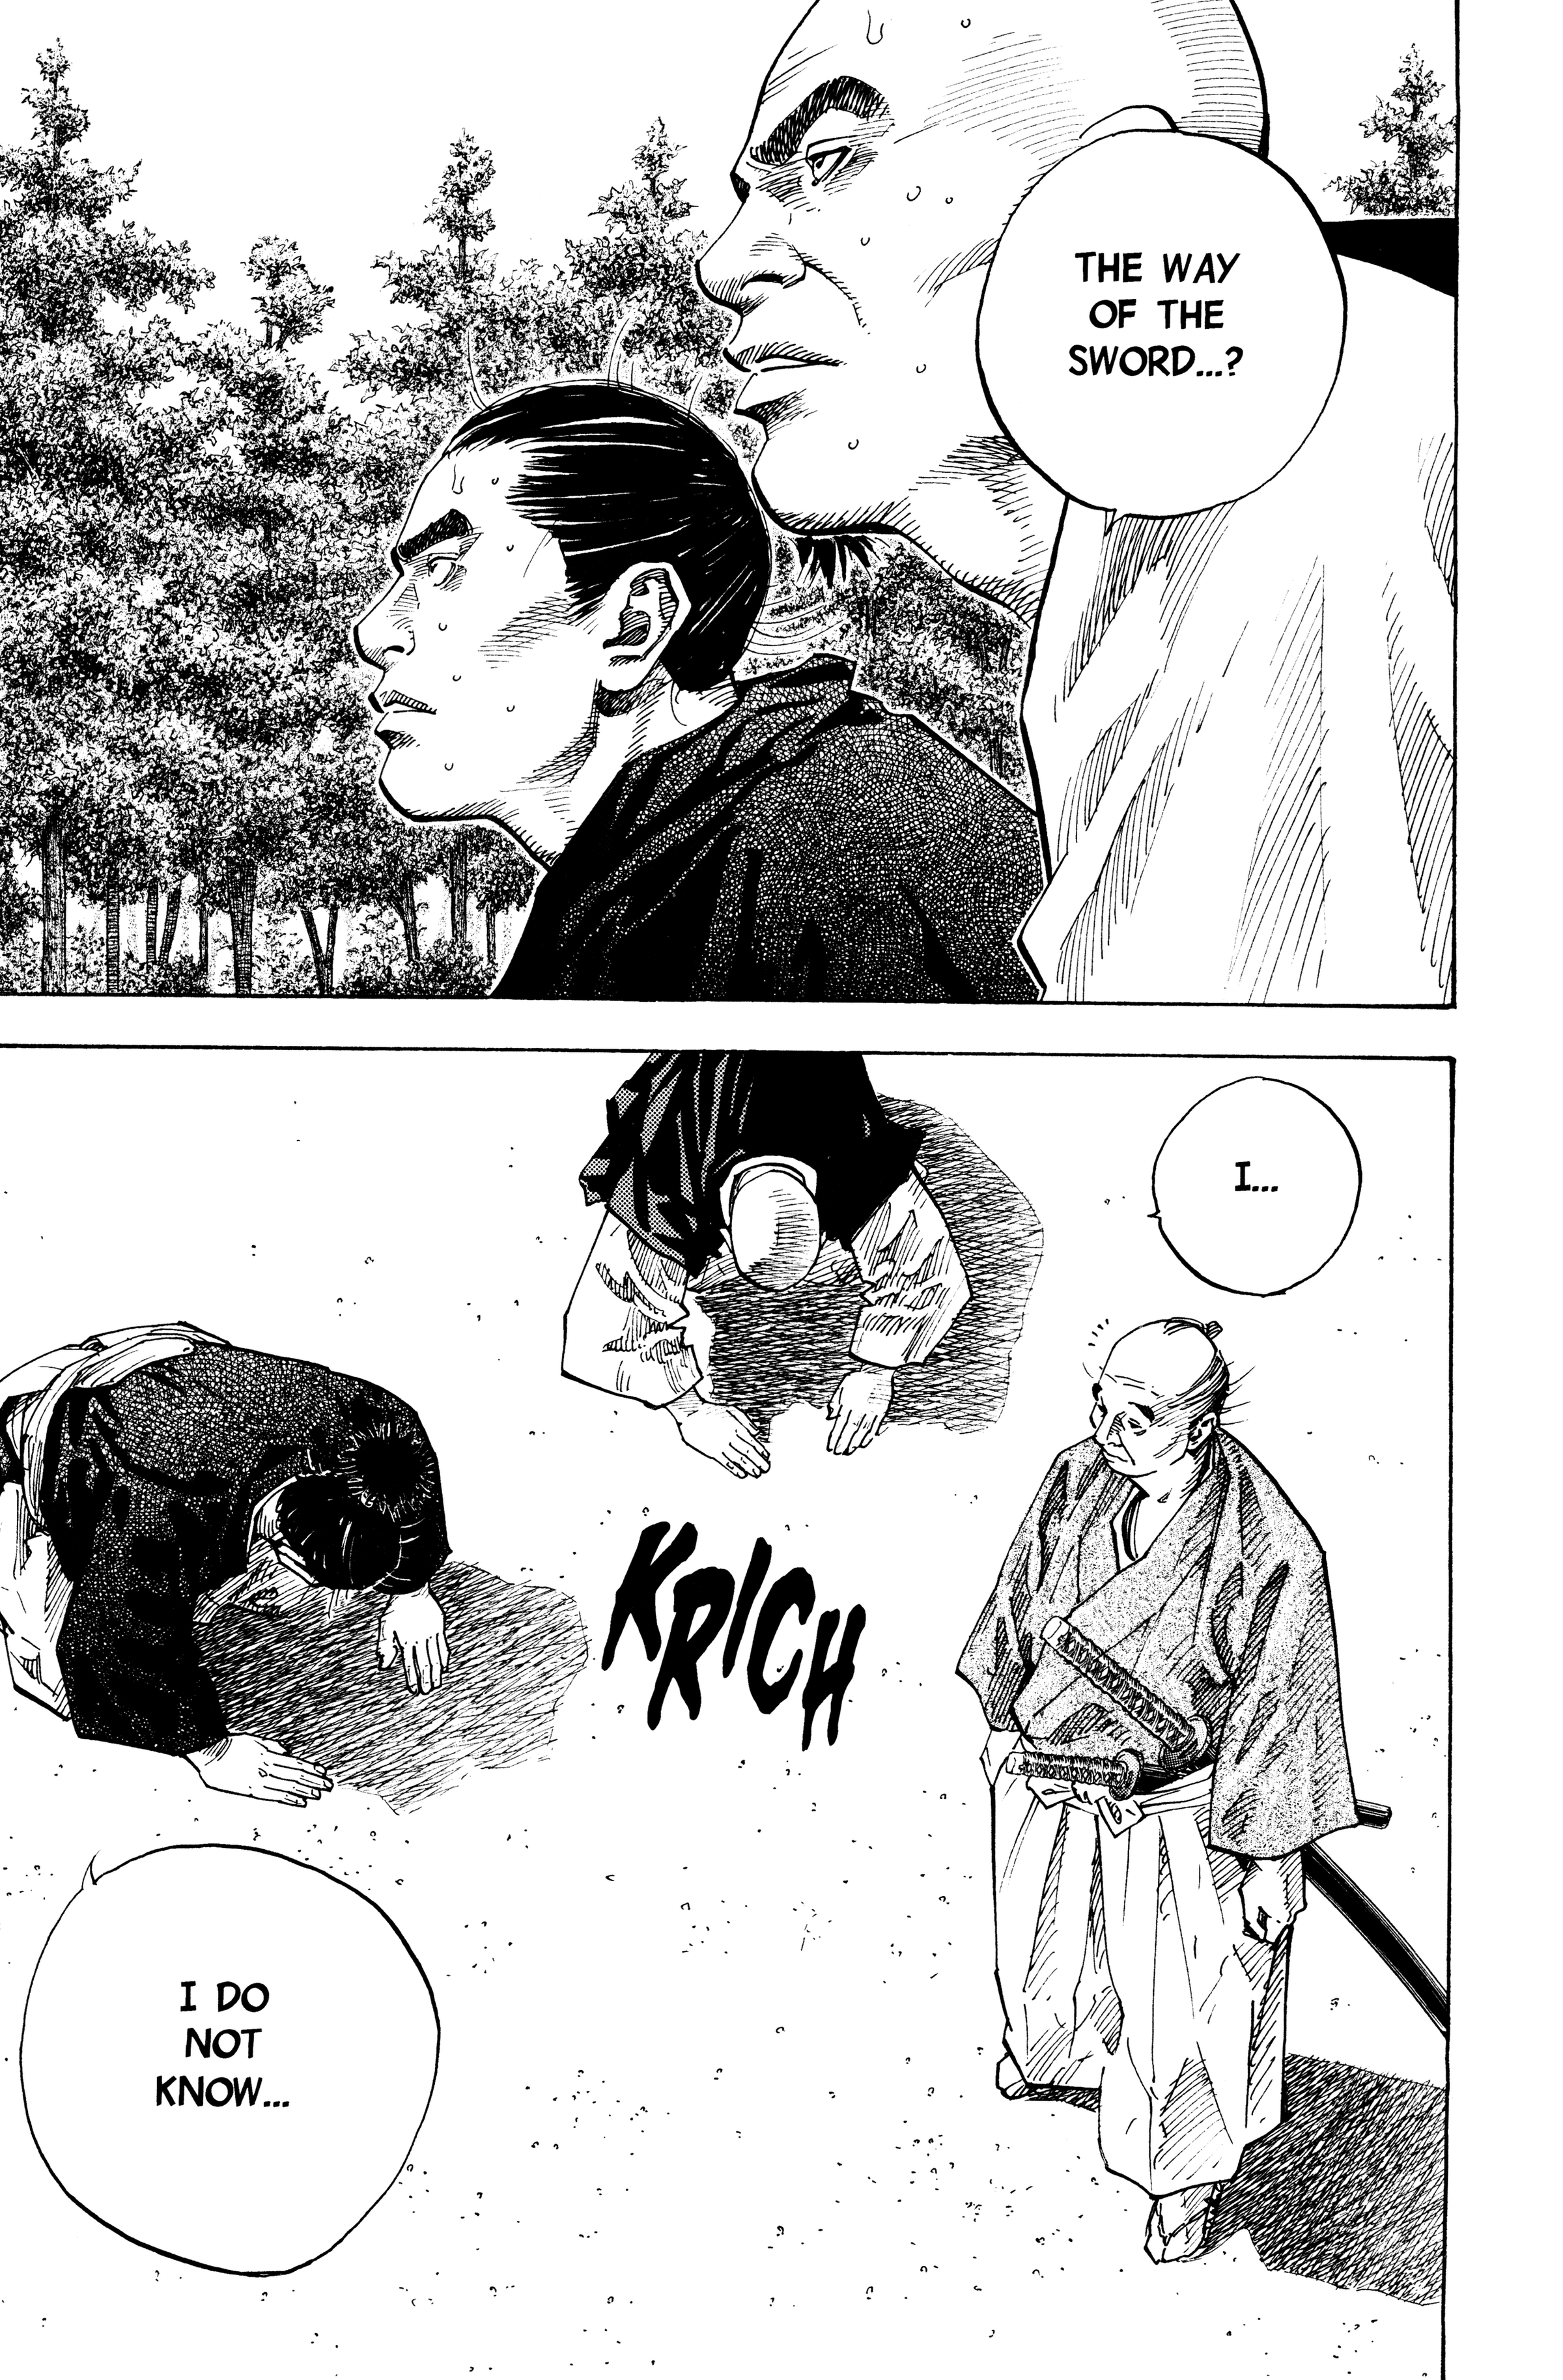 THE WAY
OF THE
SWORD...?
I...
KRICH
I DO
NOT
KNOW...